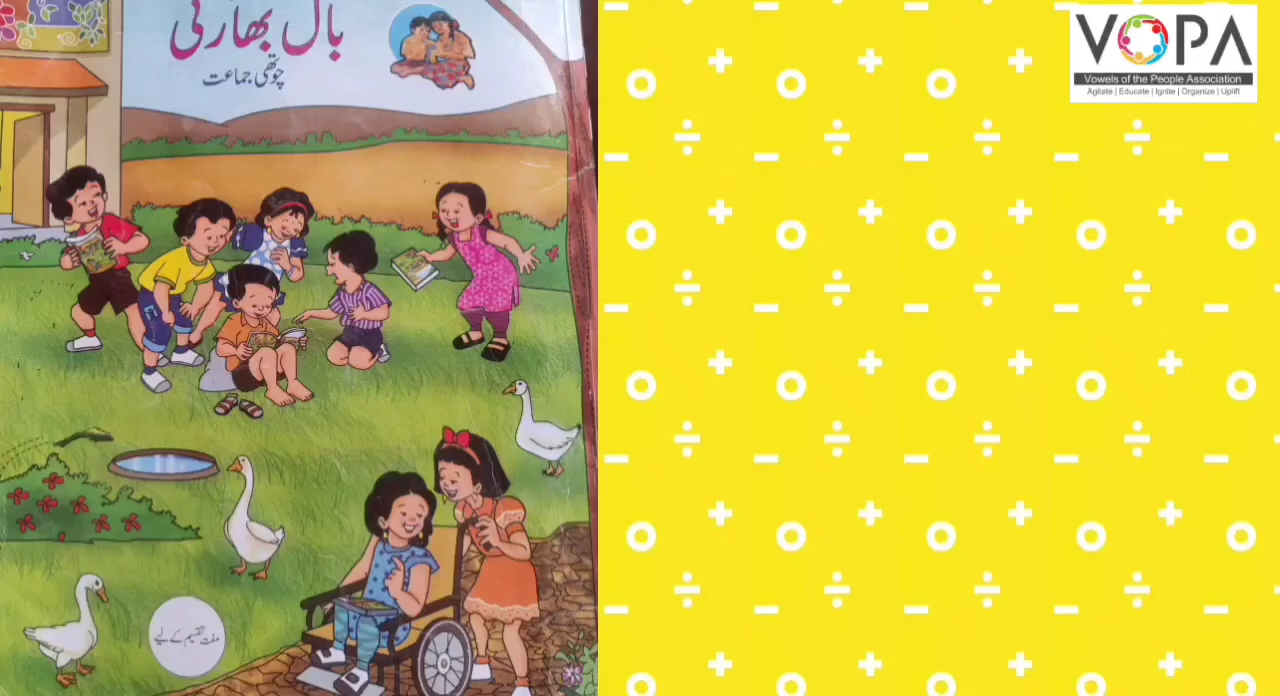 بال بھارتی
چوتھی جماعت
مفت تقسیم کے لیے
VOPA
Vowels of the People Association
Agitate | Educate | Ignite | Organize | Uplift